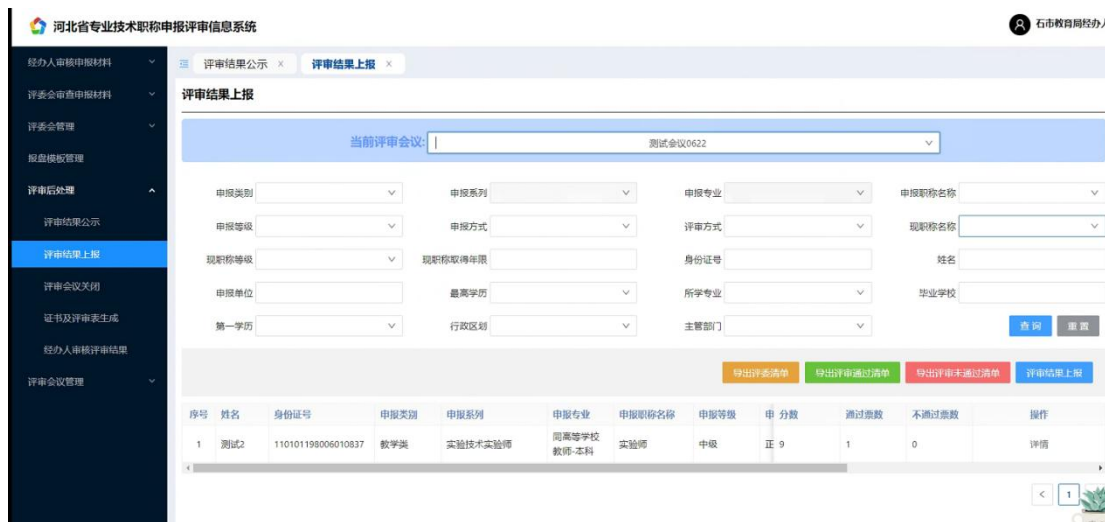 河北省专业技术职称申报评审信息系统
石市教育局经办人
经办人审核申报材料
评委会审查申报材料
评委会管理
报盘模板管理
评审后处理
评审结果公示
评审结果上报
评审会议关闭
证书及评审表生成
经办人审核评审结果
评审会议管理
评审结果公示 × 评审结果上报 ×
评审结果上报
当前评审会议: 测试会议0622
申报类别 申报系列 申报专业 申报职称名称
申报等级 申报方式 评审方式 现职称名称
现职称等级 现职称取得年限 身份证号 姓名
申报单位 最高学历 所学专业 毕业学校
第一学历 行政区划 主管部门 查询 重置
导出评委清单 导出评审通过清单 导出评审未通过清单 评审结果上报
序号 姓名 身份证号 申报类别 申报系列 申报专业 申报职称名称 申报等级 申 分数 通过票数 不通过票数 操作
1 测试2 110101198006010837 教学类 实验技术实验师 同高等学校教师-本科 实验师 中级 正 9 1 0 详情
< 1